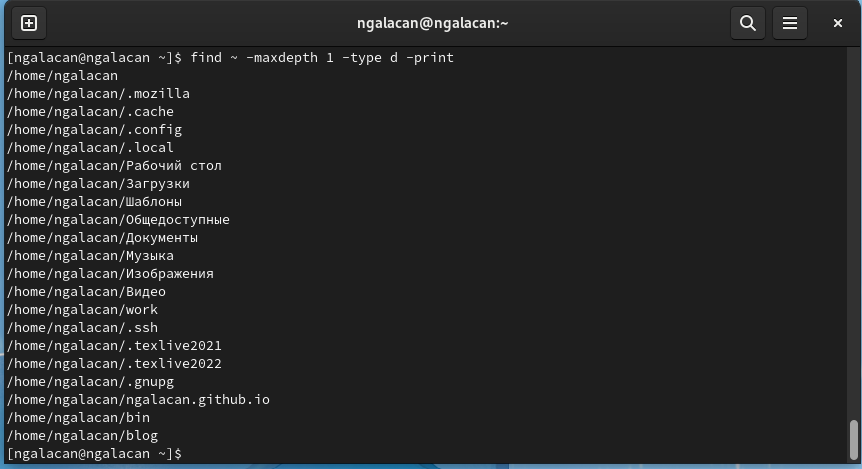 ngalacan@ngalacan:~
[ngalacan@ngalacan ~]$ find ~ -maxdepth 1 -type d -print
/home/ngalacan
/home/ngalacan/.mozilla
/home/ngalacan/.cache
/home/ngalacan/.config
/home/ngalacan/.local
/home/ngalacan/Рабочий стол
/home/ngalacan/Загрузки
/home/ngalacan/Шаблоны
/home/ngalacan/Общедоступные
/home/ngalacan/Документы
/home/ngalacan/Музыка
/home/ngalacan/Изображения
/home/ngalacan/Видео
/home/ngalacan/work
/home/ngalacan/.ssh
/home/ngalacan/.texlive2021
/home/ngalacan/.texlive2022
/home/ngalacan/.gnupg
/home/ngalacan/ngalacan.github.io
/home/ngalacan/bin
/home/ngalacan/blog
[ngalacan@ngalacan ~]$